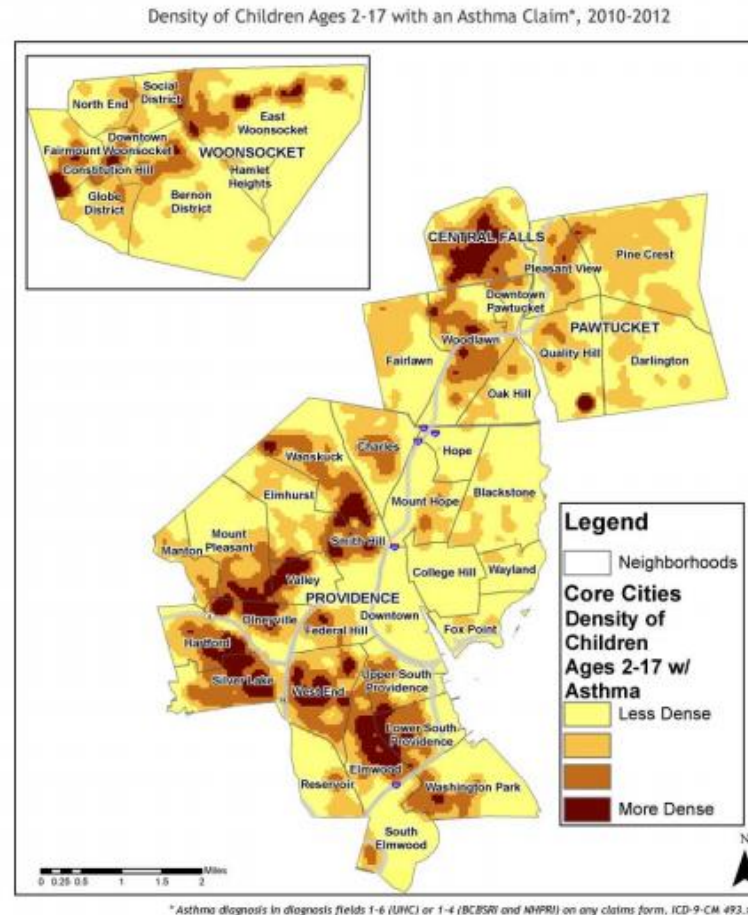 Density of Children Ages 2-17 with an Asthma Claim*, 2010-2012
North End
Social
District
East
Woonsocket
Downtown
Fairmount Woonsocket
WOONSOCKET
Constitution Hill
Hamlet
Heights
Globe
District
Bernon
District
CENTRAL FALLS
Pleasant View
Pine Crest
Downtown
Pawtucket
PAWTUCKET
Woodlawn
Fairlawn
Quality Hill
Darlington
Oak Hill
Charles
Wanskuck
Hope
Elmhurst
Mount Hope
Blackstone
Mount
Pleasant
Manton
Smith Hill
Valley
College Hill
Wayland
PROVIDENCE
Olneyville
Federal Hill
Downtown
Fox Point
Hartford
Silver Lake
West End
Upper South
Providence
Lower South
Providence
Elmwood
Reservoir
Washington Park
South
Elmwood
Legend
Neighborhoods
Core Cities
Density of
Children
Ages 2-17 w/
Asthma
Less Dense
More Dense
N
Miles
0 0.25 0.5 1 1.5 2
* Asthma diagnosis in diagnosis fields 1-6 (UHC) or 1-4 (BCBSRI and NHPRI) on any claims form. ICD-9-CM 493.